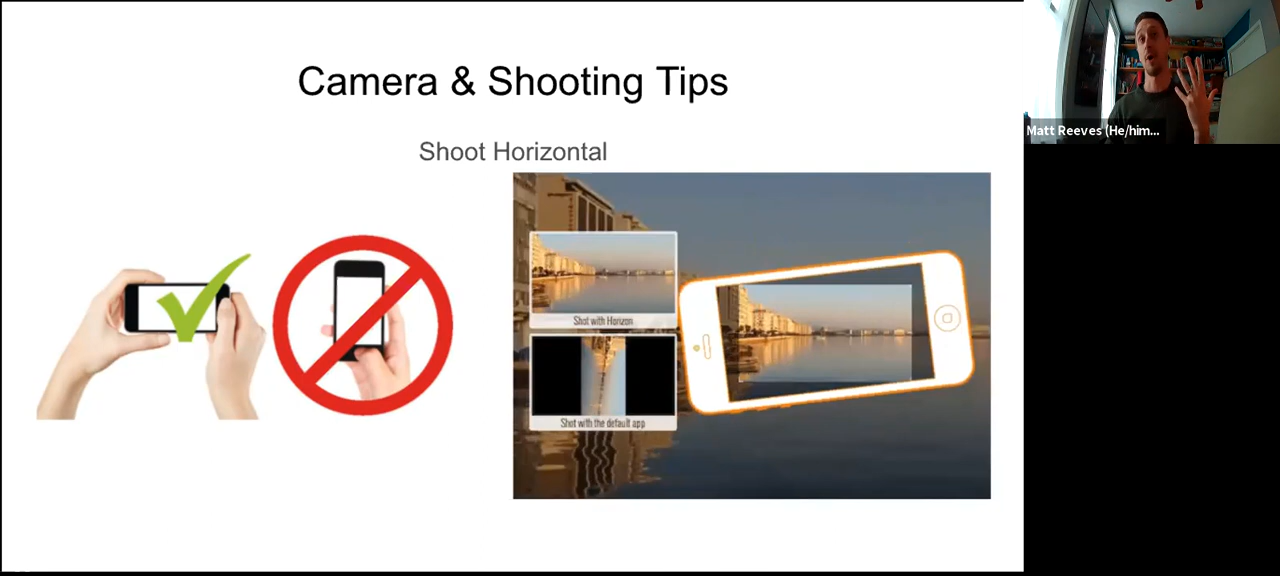 Camera & Shooting Tips
Shoot Horizontal
Shot with Horizon
Shot with the default app
Matt Reeves (He/him...